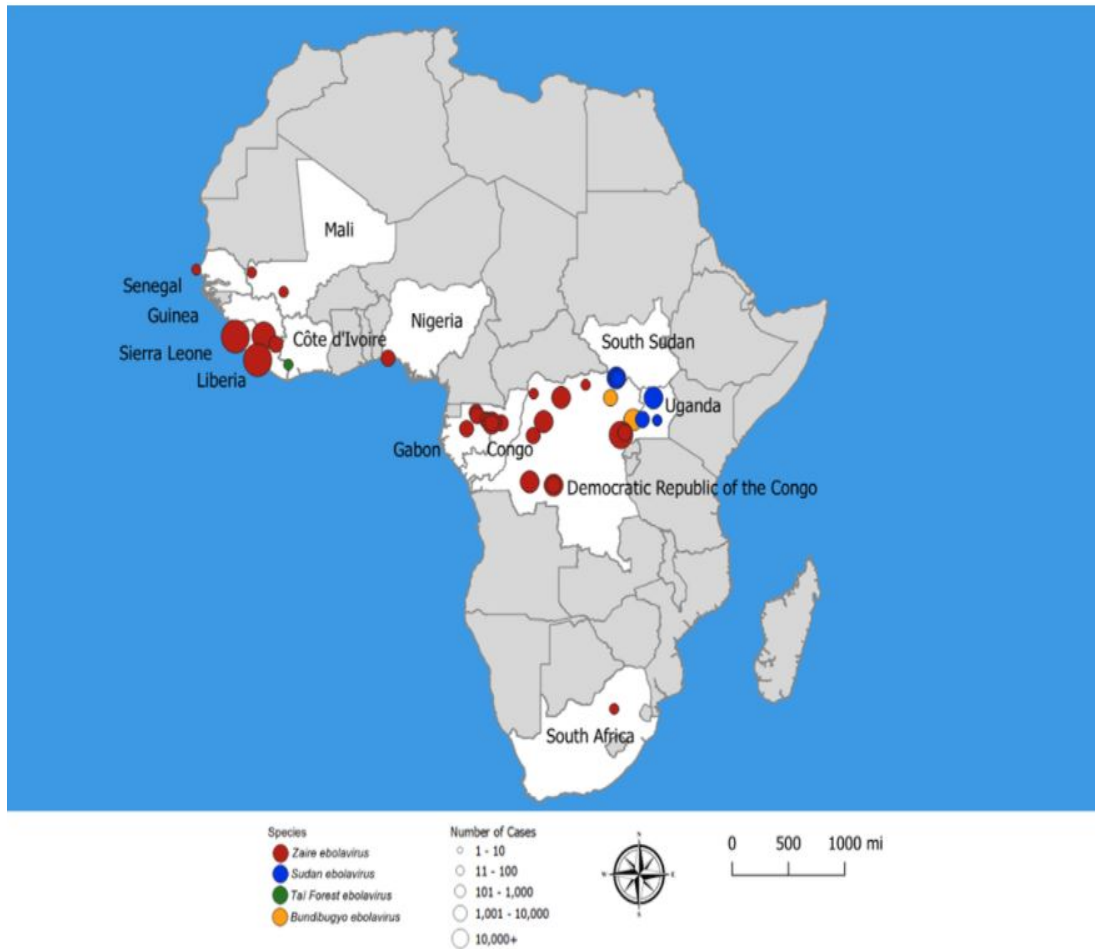 Mali
Senegal
Guinea
Nigeria
Côte d'Ivoire
South Sudan
Sierra Leone
Liberia
Uganda
Gabon
Congo
Democratic Republic of the Congo
South Africa
Species
Zaire ebolavirus
Sudan ebolavirus
Taï Forest ebolavirus
Bundibugyo ebolavirus
Number of Cases
1 - 10
11 - 100
101 - 1,000
1,001 - 10,000
10,000+
N
W
E
S
0 500 1000 mi